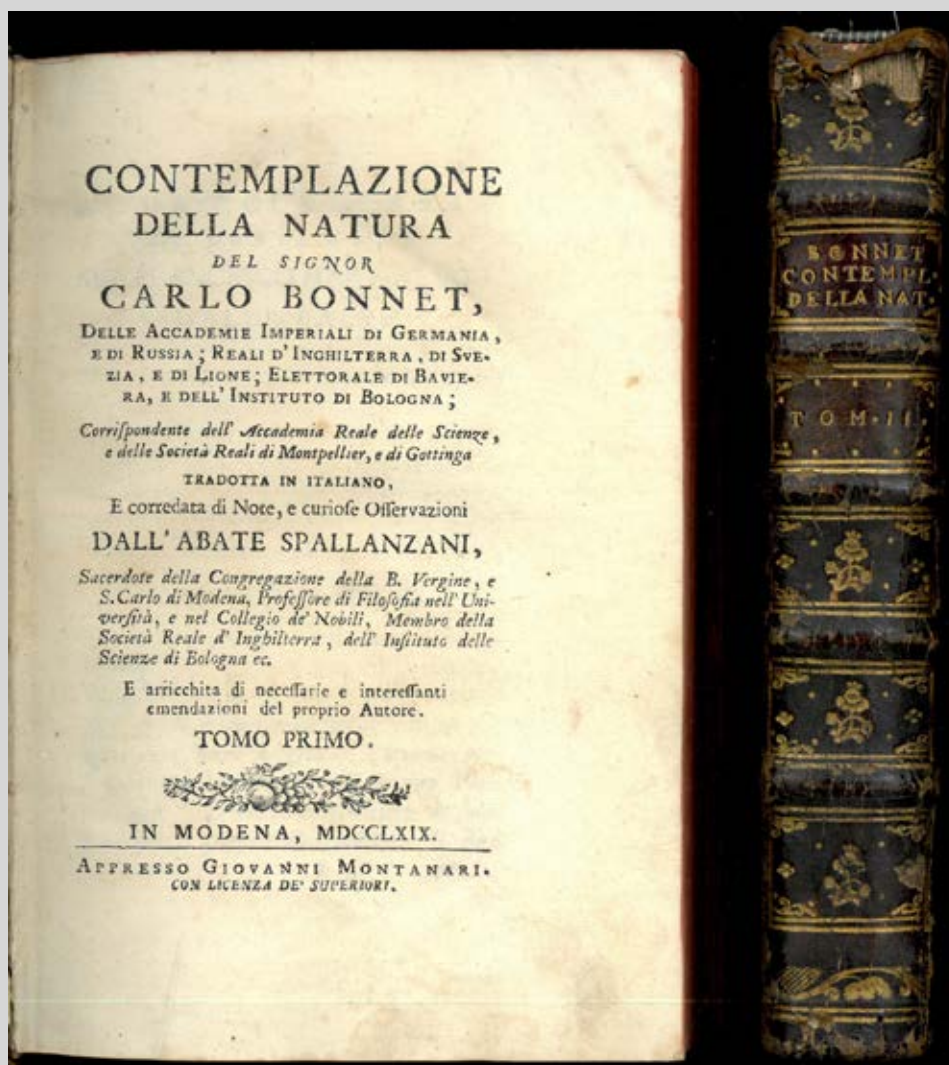 CONTEMPLAZIONE
DELLA NATURA
DEL SIGNOR
CARLO BONNET,
DELLE ACCADEMIE IMPERIALI DI GERMANIA,
E DI RUSSIA; REALI D'INGHILTERRA, DI SVE-
ZIA, E DI LIONE; ELETTORALE DI BAVIE-
RA, E DELL'INSTITUTO DI BOLOGNA;
Corriſpondente dell' Accademia Reale delle Scienze,
e delle Società Reali di Montpellier, e di Gottinga
TRADOTTA IN ITALIANO,
E corredata di Note, e curioſe Oſſervazioni
DALL'ABATE SPALLANZANI,
Sacerdote della Congregazione della B. Vergine, e
S. Carlo di Modena, Profeſſore di Filoſofia nell' Uni-
verſità, e nel Collegio de' Nobili, Membro della
Società Reale d' Inghilterra, dell' Inſtituto delle
Scienze di Bologna ec.
E arricchita di neceſſarie e intereſſanti
emendazioni del proprio Autore.
TOMO PRIMO.
IN MODENA, MDCCLXIX.
APPRESSO GIOVANNI MONTANARI.
CON LICENZA DE' SUPERIORI.
BONNET
CONTEMPL.
DELLA NAT.
TOM. II.